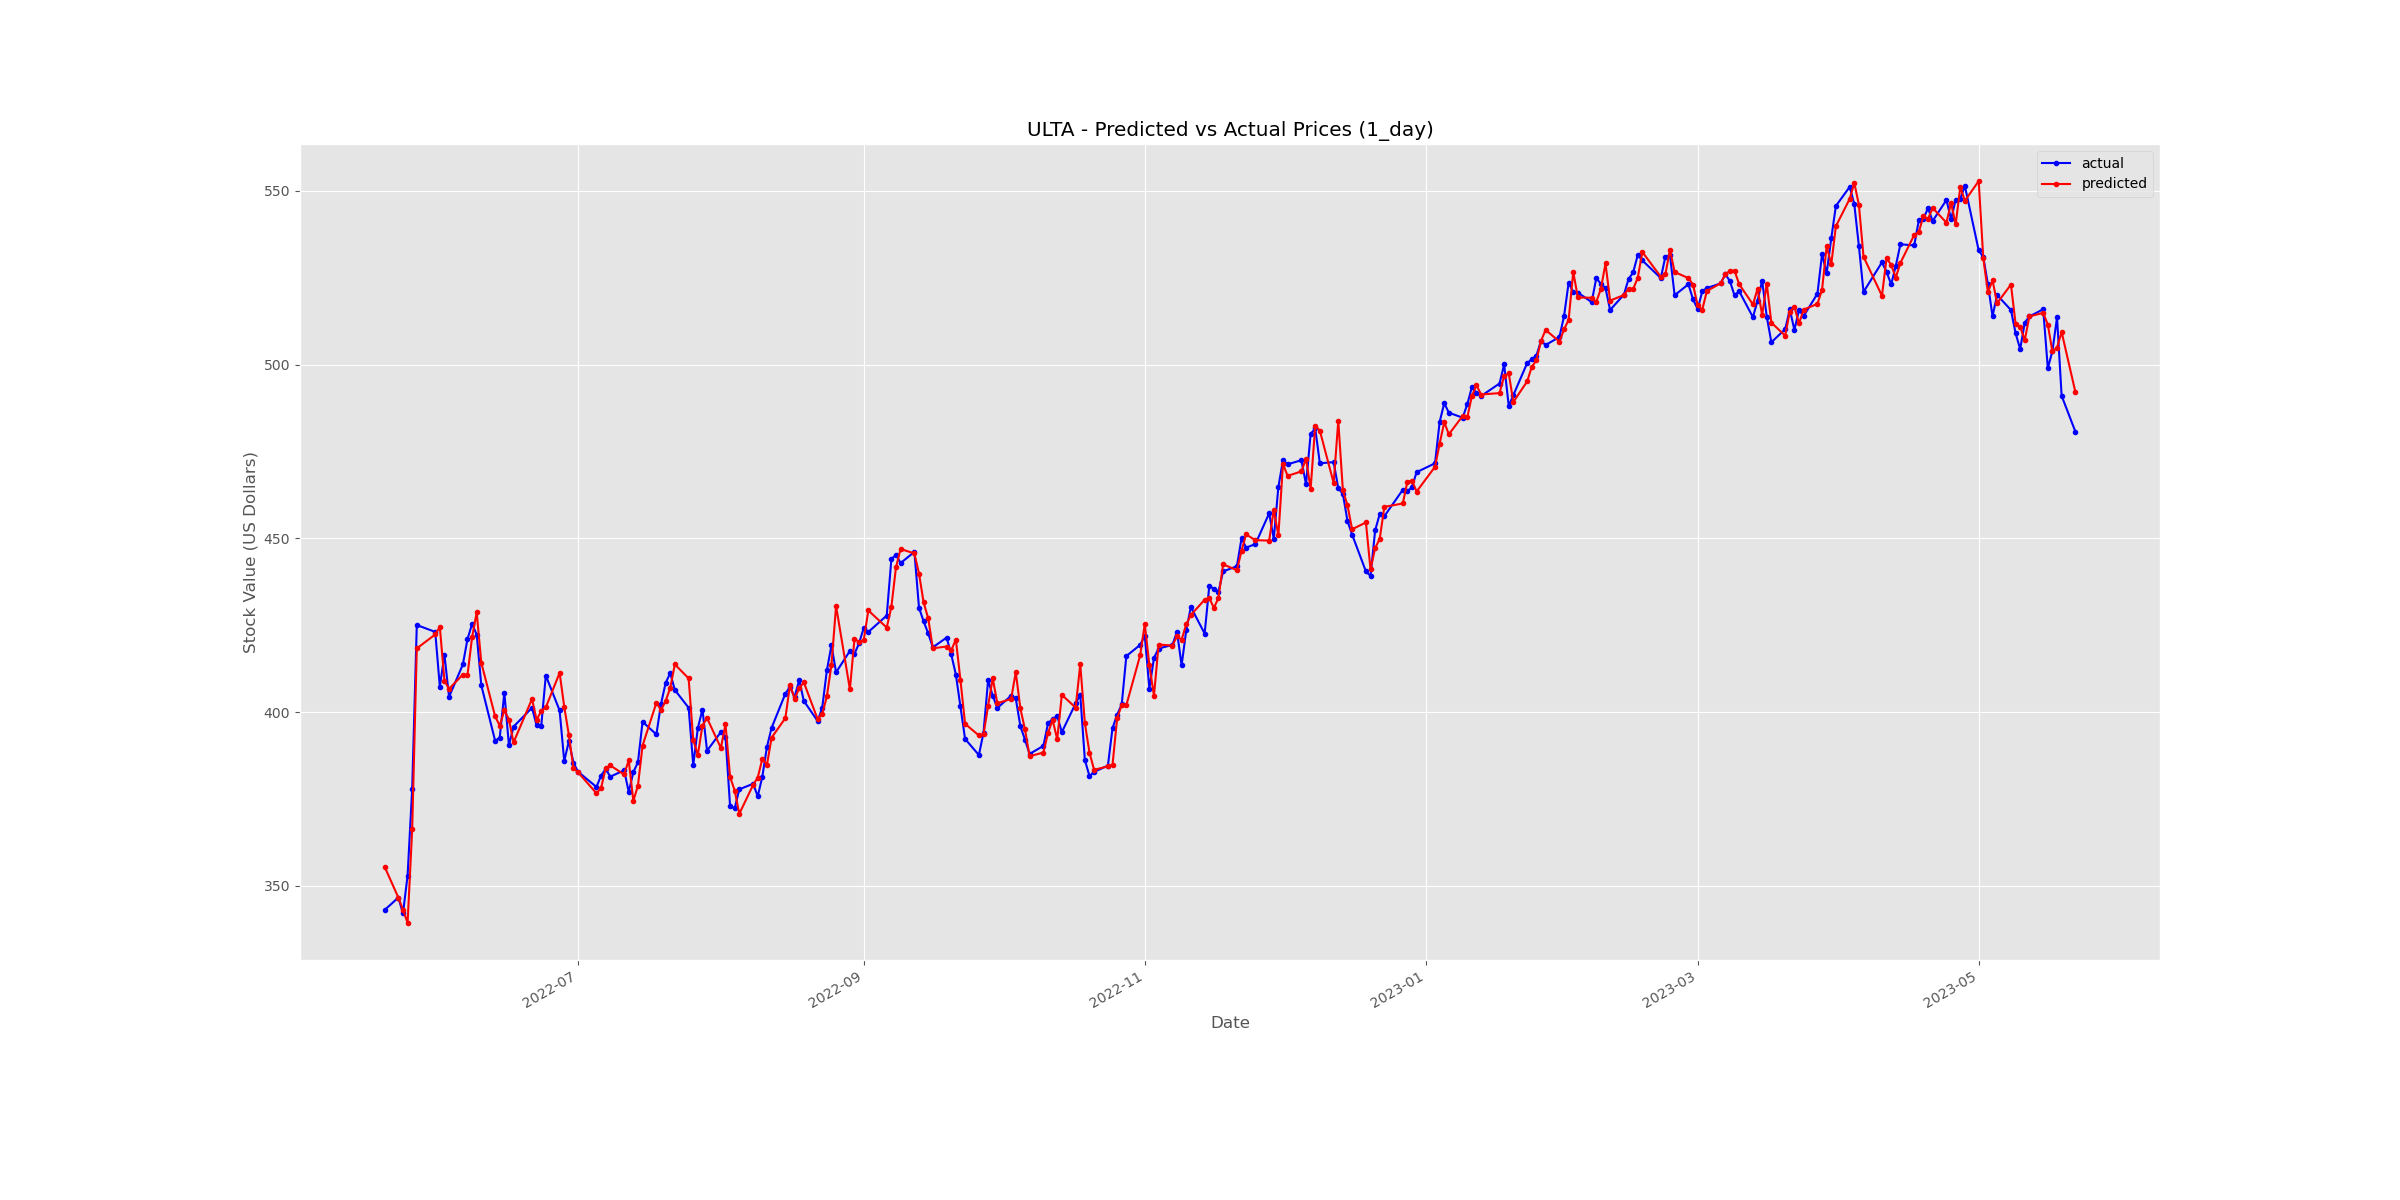 ULTA - Predicted vs Actual Prices (1_day)
actual
predicted
550
500
450
400
350
Stock Value (US Dollars)
2022-07
2022-09
2022-11
2023-01
2023-03
2023-05
Date